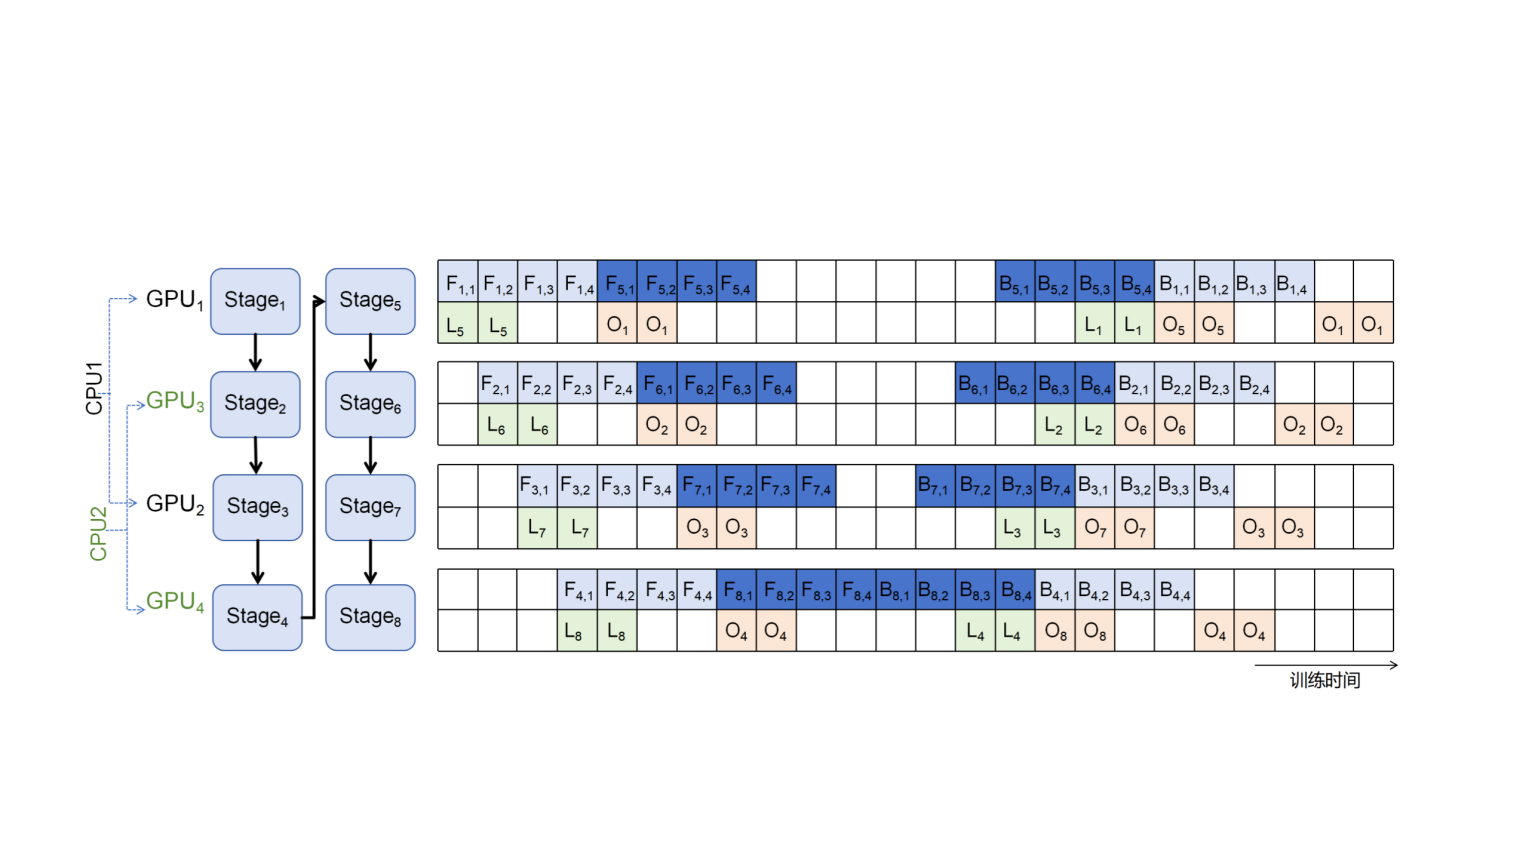 CPU1
CPU2
GPU1 Stage1 Stage5
GPU3 Stage2 Stage6
GPU2 Stage3 Stage7
GPU4 Stage4 Stage8
F1,1 F1,2 F1,3 F1,4 F5,1 F5,2 F5,3 F5,4 B5,1 B5,2 B5,3 B5,4 B1,1 B1,2 B1,3 B1,4
L5 L5 O1 O1 L1 L1 O5 O5 O1 O1
F2,1 F2,2 F2,3 F2,4 F6,1 F6,2 F6,3 F6,4 B6,1 B6,2 B6,3 B6,4 B2,1 B2,2 B2,3 B2,4
L6 L6 O2 O2 L2 L2 O6 O6 O2 O2
F3,1 F3,2 F3,3 F3,4 F7,1 F7,2 F7,3 F7,4 B7,1 B7,2 B7,3 B7,4 B3,1 B3,2 B3,3 B3,4
L7 L7 O3 O3 L3 L3 O7 O7 O3 O3
F4,1 F4,2 F4,3 F4,4 F8,1 F8,2 F8,3 F8,4 B8,1 B8,2 B8,3 B8,4 B4,1 B4,2 B4,3 B4,4
L8 L8 O4 O4 L4 L4 O8 O8 O4 O4
训练时间